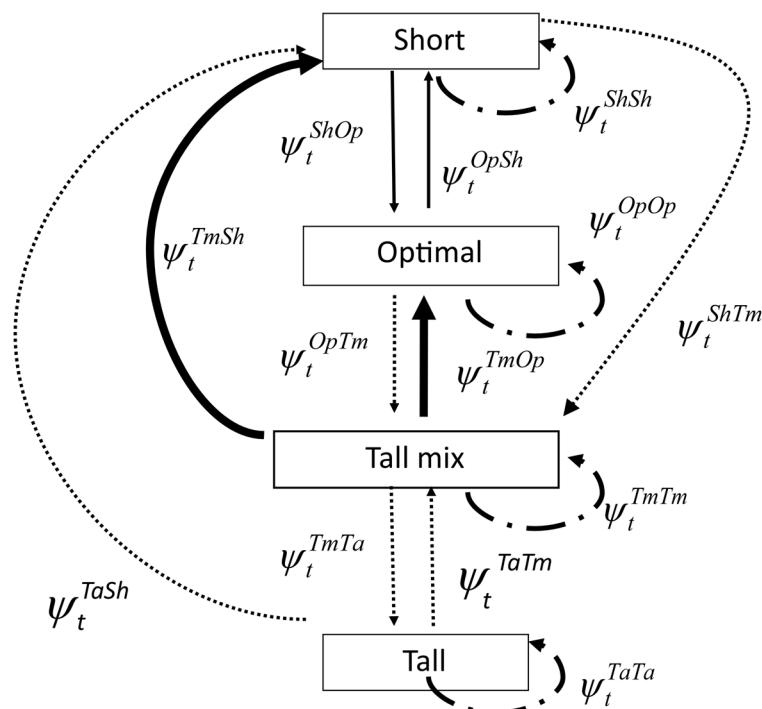 Short
ψ_t^{ShSh}
ψ_t^{ShOp}
ψ_t^{OpSh}
ψ_t^{OpOp}
ψ_t^{TmSh}
Optimal
ψ_t^{ShTm}
ψ_t^{OpTm}
ψ_t^{TmOp}
Tall mix
ψ_t^{TmTm}
ψ_t^{TmTa}
ψ_t^{TaTm}
ψ_t^{TaSh}
Tall
ψ_t^{TaTa}